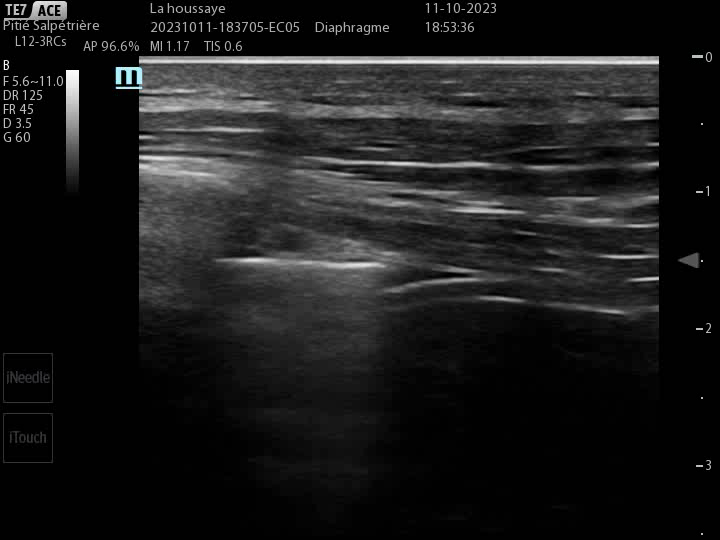 TE7 ACE
Pitié Salpêtrière
L12-3RCs
La houssaye 11-10-2023
20231011-183705-EC05 Diaphragme 18:53:36
AP 96.6% MI 1.17 TIS 0.6
B
F 5.6~11.0
DR 125
FR 45
D 3.5
G 60
m
0
1
2
3
iNeedle
iTouch